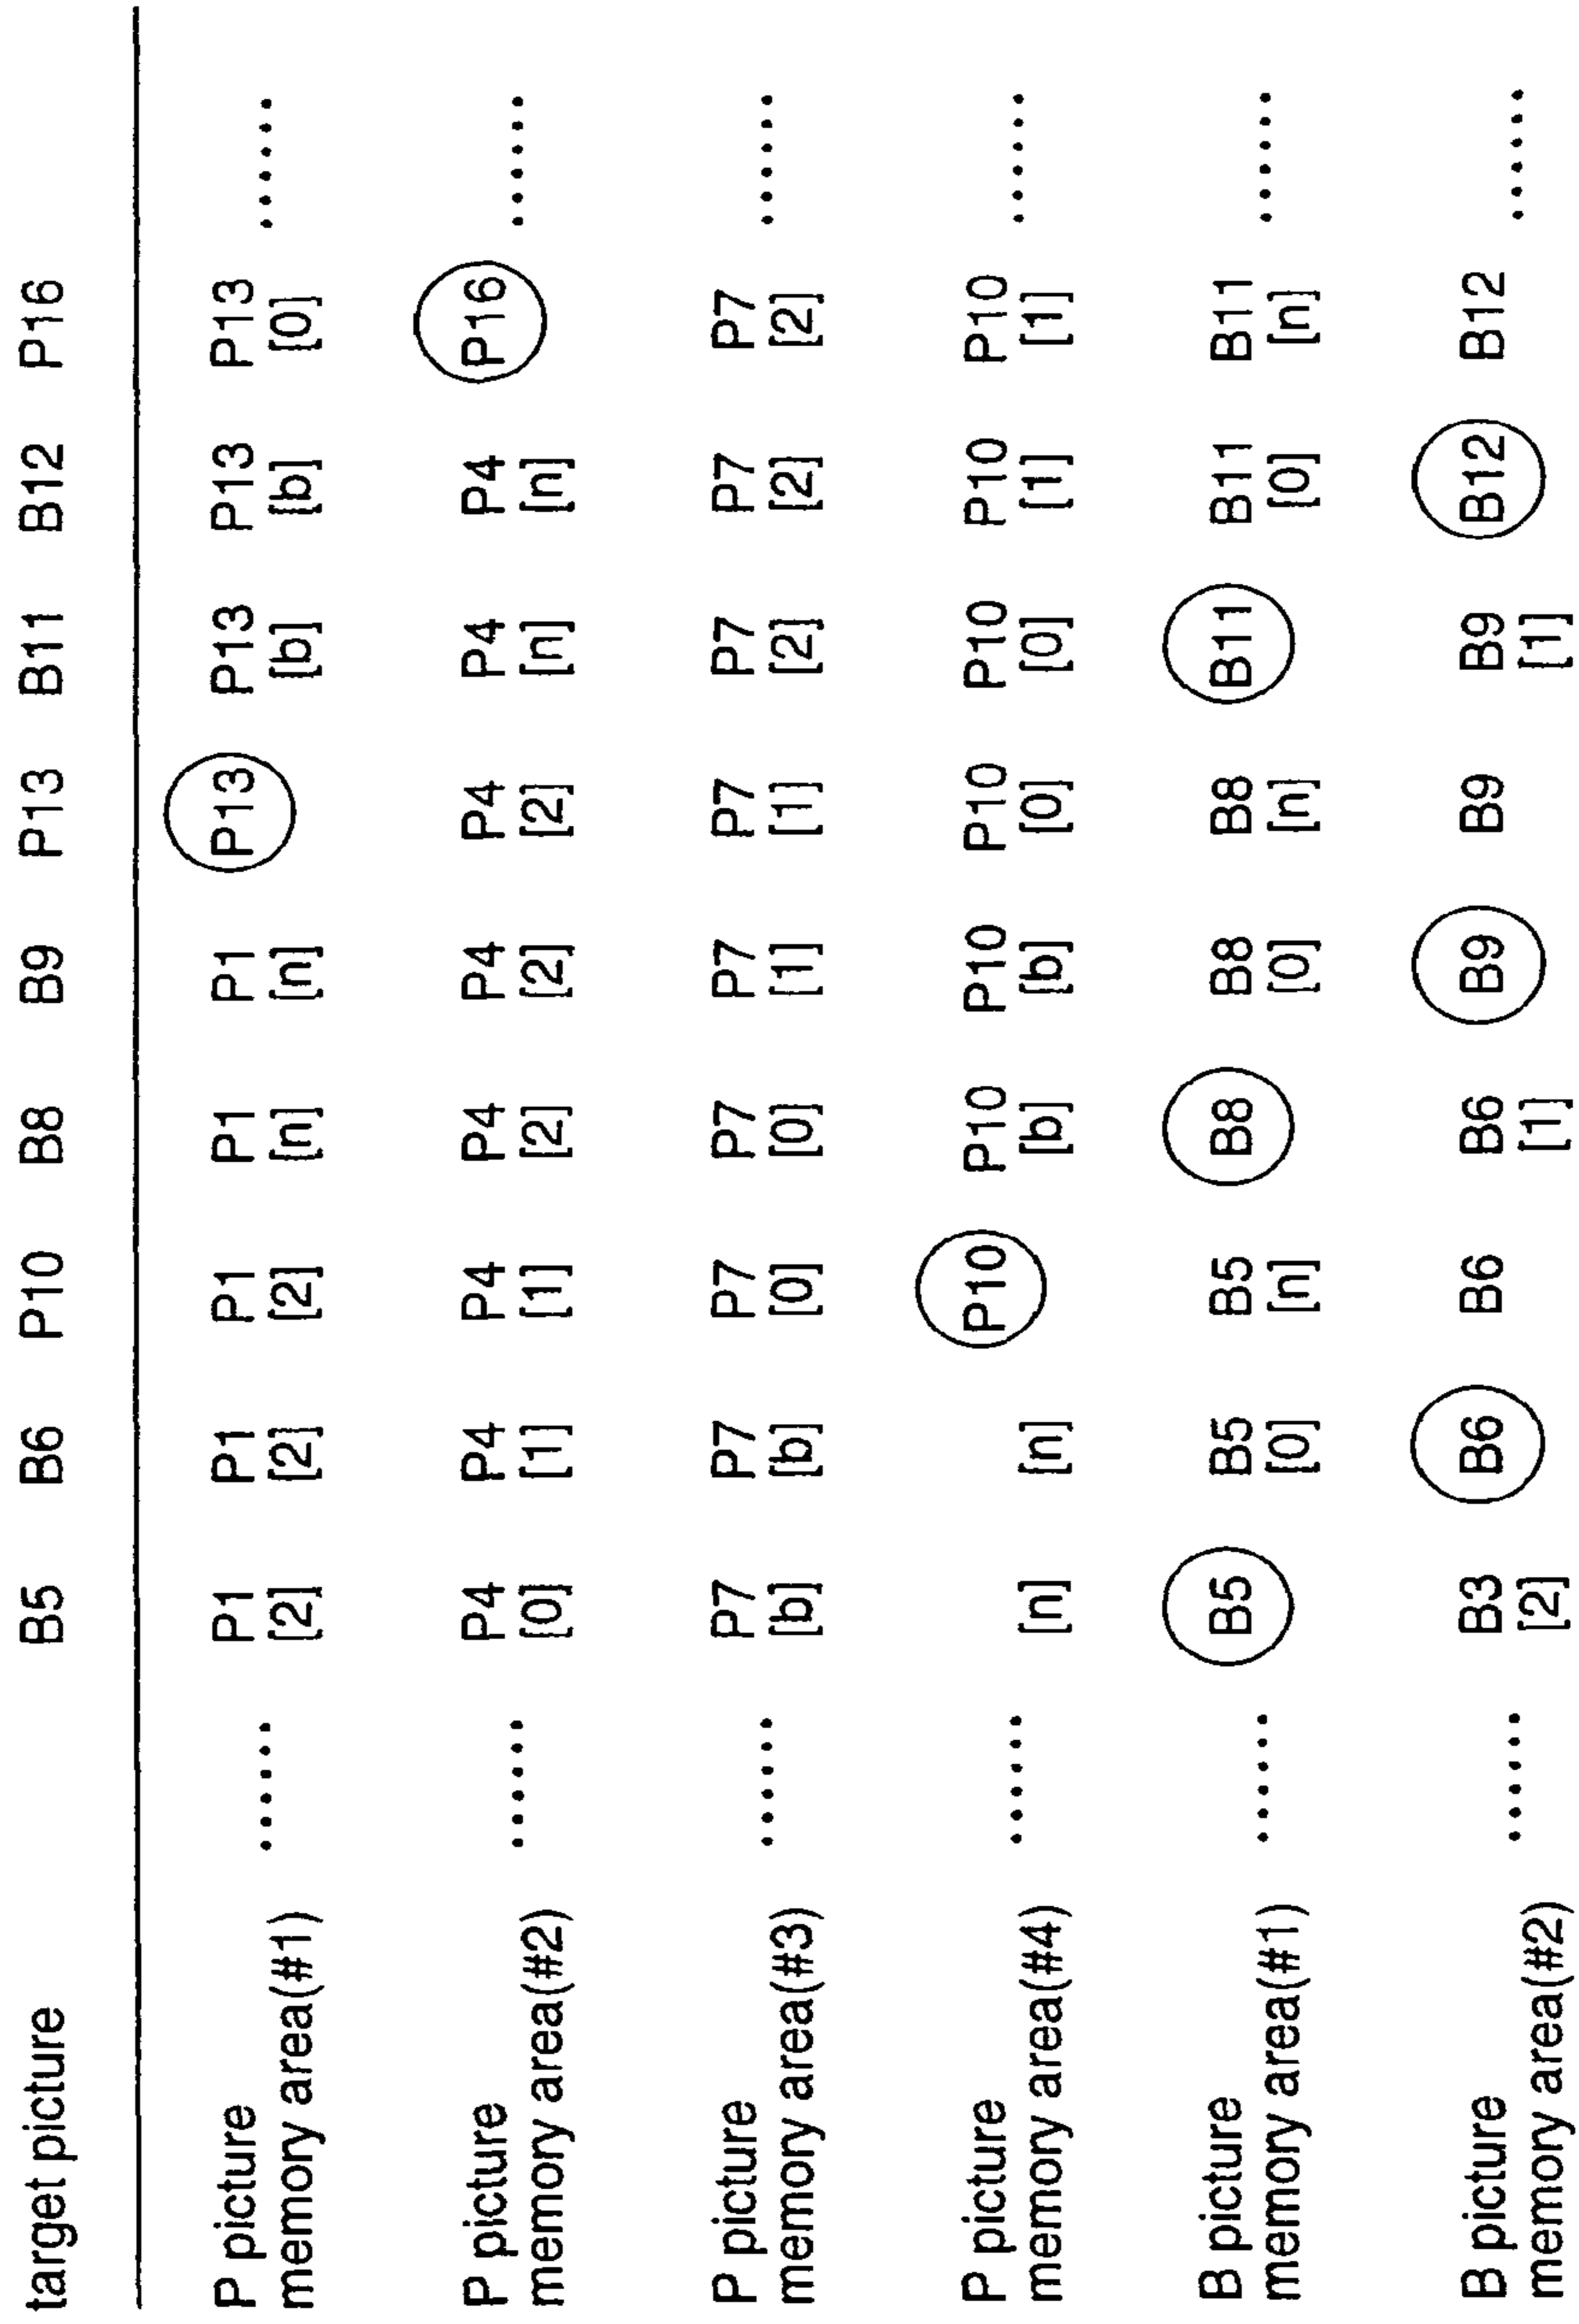 target picture B5 B6 P10 B8 B9 P13 B11 B12 P16
P picture ...... P1 P1 P1 P1 P1 P13 P13 P13 P13 ......
memory area(#1) [2] [2] [2] [n] [n] [b] [b] [0]
P picture ...... P4 P4 P4 P4 P4 P4 P4 P4 P16 ......
memory area(#2) [0] [1] [1] [2] [2] [2] [n] [n]
P picture ...... P7 P7 P7 P7 P7 P7 P7 P7 P7 ......
memory area(#3) [b] [b] [0] [0] [1] [1] [2] [2] [2]
P picture ...... P10 P10 P10 P10 P10 P10 P10 ......
memory area(#4) [n] [n] [b] [b] [0] [0] [1] [1]
B picture ...... B5 B5 B5 B8 B8 B8 B11 B11 B11 ......
memory area(#1) [0] [n] [0] [n] [0] [n]
B picture ...... B3 B6 B6 B6 B9 B9 B9 B12 B12 ......
memory area(#2) [2] [1] [1]